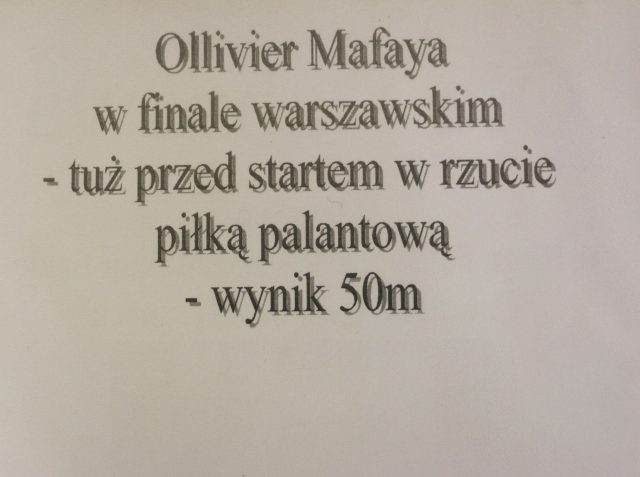 Ollivier Mafaya
w finale warszawskim
- tuż przed startem w rzucie
piłką palantową
- wynik 50m